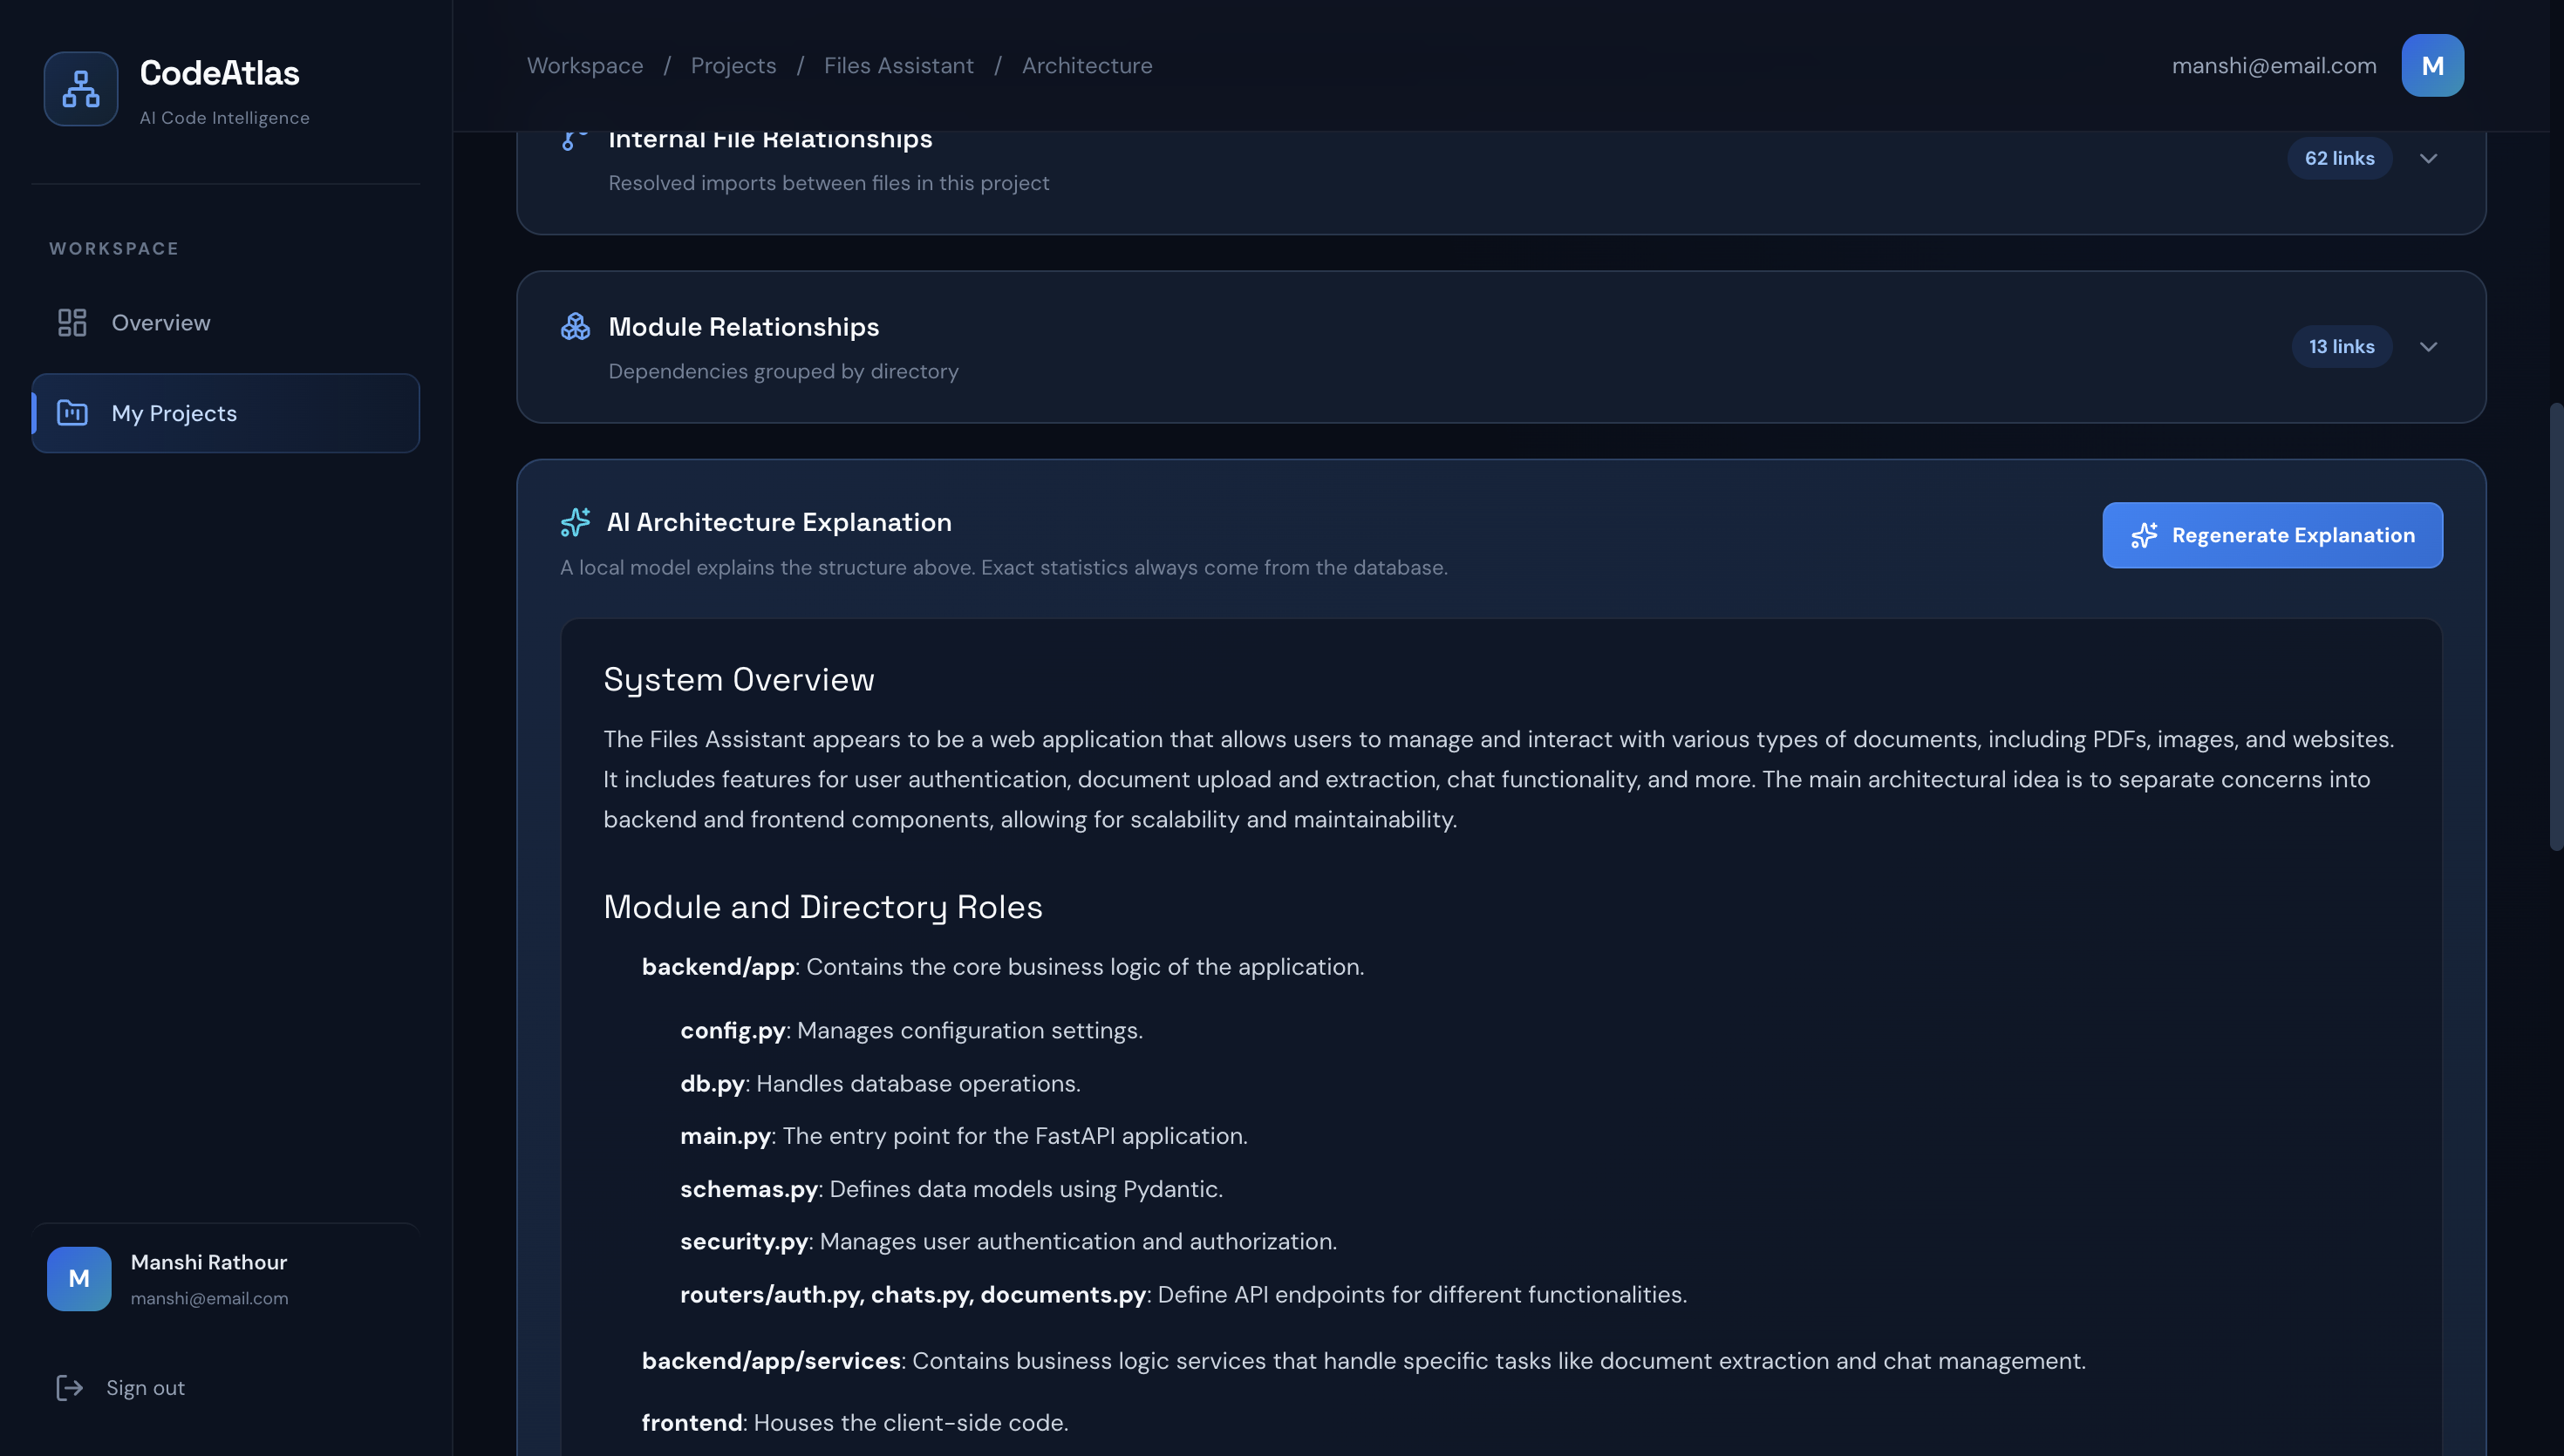 CodeAtlas
AI Code Intelligence
WORKSPACE
Overview
My Projects
Manshi Rathour
M
manshi@email.com
Sign out
Workspace / Projects / Files Assistant / Architecture
manshi@email.com M
Internal File Relationships
Resolved imports between files in this project
62 links
Module Relationships
Dependencies grouped by directory
13 links
AI Architecture Explanation
A local model explains the structure above. Exact statistics always come from the database.
Regenerate Explanation
System Overview
The Files Assistant appears to be a web application that allows users to manage and interact with various types of documents, including PDFs, images, and websites.
It includes features for user authentication, document upload and extraction, chat functionality, and more. The main architectural idea is to separate concerns into
backend and frontend components, allowing for scalability and maintainability.
Module and Directory Roles
backend/app: Contains the core business logic of the application.
config.py: Manages configuration settings.
db.py: Handles database operations.
main.py: The entry point for the FastAPI application.
schemas.py: Defines data models using Pydantic.
security.py: Manages user authentication and authorization.
routers/auth.py, chats.py, documents.py: Define API endpoints for different functionalities.
backend/app/services: Contains business logic services that handle specific tasks like document extraction and chat management.
frontend: Houses the client-side code.